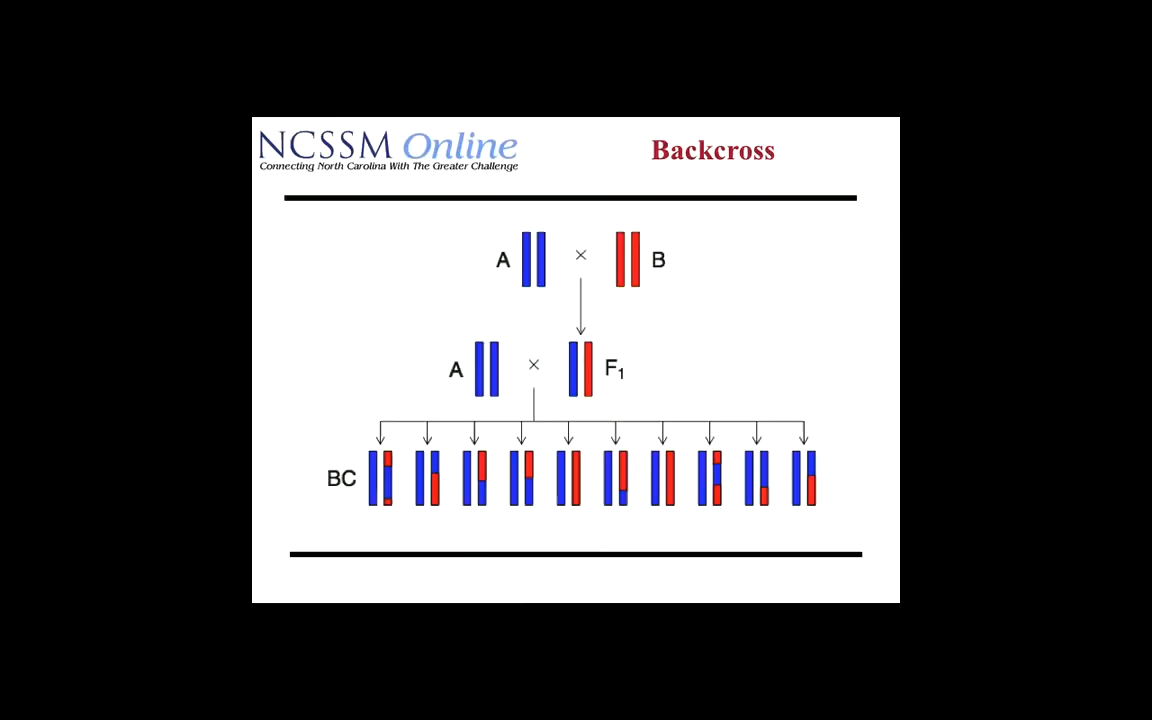 NCSSM Online
Connecting North Carolina With The Greater Challenge
Backcross
A × B
A × F₁
BC